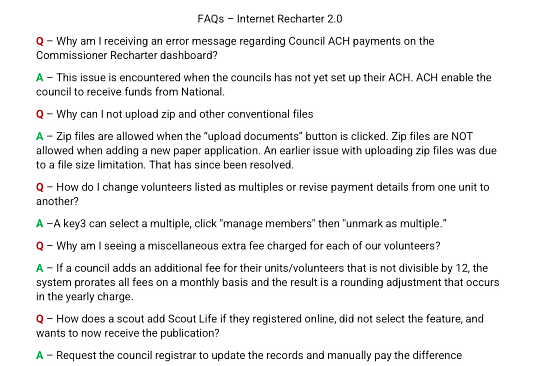 FAQs – Internet Recharter 2.0
Q – Why am I receiving an error message regarding Council ACH payments on the
Commissioner Recharter dashboard?
A – This issue is encountered when the councils has not yet set up their ACH. ACH enable the
council to receive funds from National.
Q – Why can I not upload zip and other conventional files
A – Zip files are allowed when the “upload documents” button is clicked. Zip files are NOT
allowed when adding a new paper application. An earlier issue with uploading zip files was due
to a file size limitation. That has since been resolved.
Q – How do I change volunteers listed as multiples or revise payment details from one unit to
another?
A –A key3 can select a multiple, click "manage members" then "unmark as multiple.”
Q – Why am I seeing a miscellaneous extra fee charged for each of our volunteers?
A – If a council adds an additional fee for their units/volunteers that is not divisible by 12, the
system prorates all fees on a monthly basis and the result is a rounding adjustment that occurs
in the yearly charge.
Q – How does a scout add Scout Life if they registered online, did not select the feature, and
wants to now receive the publication?
A – Request the council registrar to update the records and manually pay the difference